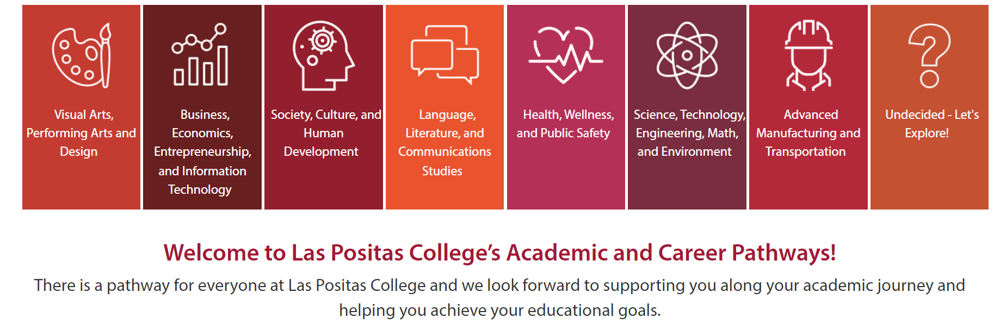 Visual Arts,
Performing Arts and
Design
Business,
Economics,
Entrepreneurship,
and Information
Technology
Society, Culture, and
Human
Development
Language,
Literature, and
Communications
Studies
Health, Wellness,
and Public Safety
Science, Technology,
Engineering, Math,
and Environment
Advanced
Manufacturing and
Transportation
Undecided - Let's
Explore!
Welcome to Las Positas College’s Academic and Career Pathways!
There is a pathway for everyone at Las Positas College and we look forward to supporting you along your academic journey and
helping you achieve your educational goals.